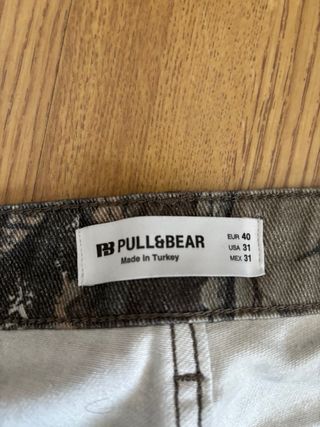 PB PULL&BEAR
Made in Turkey
EUR 40
USA 31
MEX 31